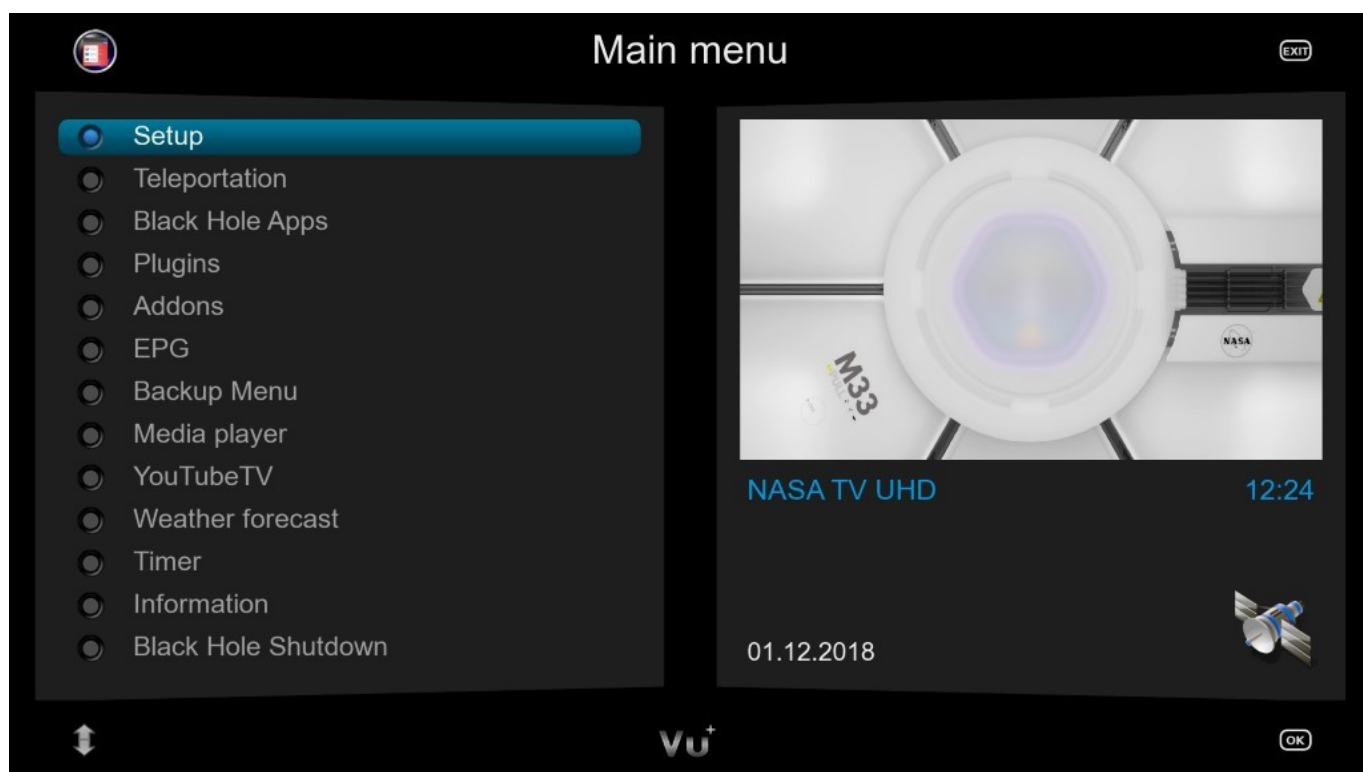 Main menu
EXIT
Setup
Teleportation
Black Hole Apps
Plugins
Addons
EPG
Backup Menu
Media player
YouTubeTV
Weather forecast
Timer
Information
Black Hole Shutdown
NASA
M33
NASA TV UHD
12:24
01.12.2018
Vu+
OK